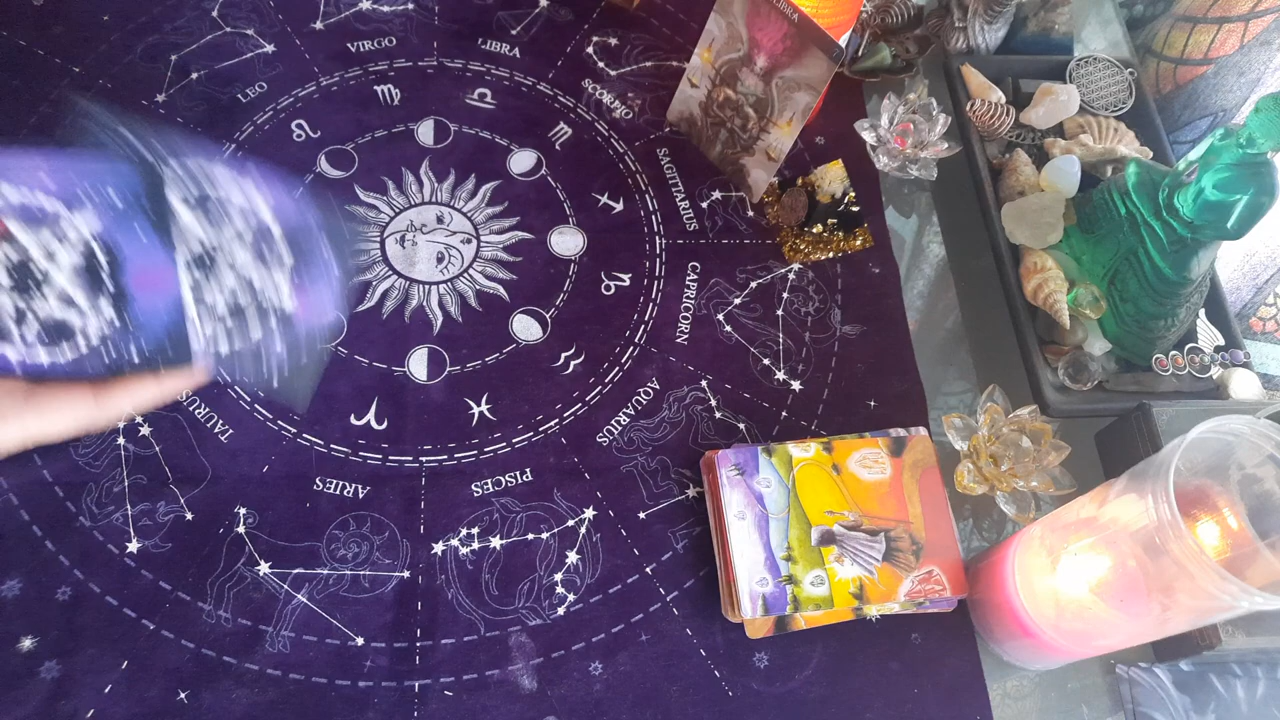 VIRGO
LIBRA
LIBRA
LEO
SCORPIO
SAGITTARIUS
CAPRICORN
AQUARIUS
TAURUS
ARIES
PISCES